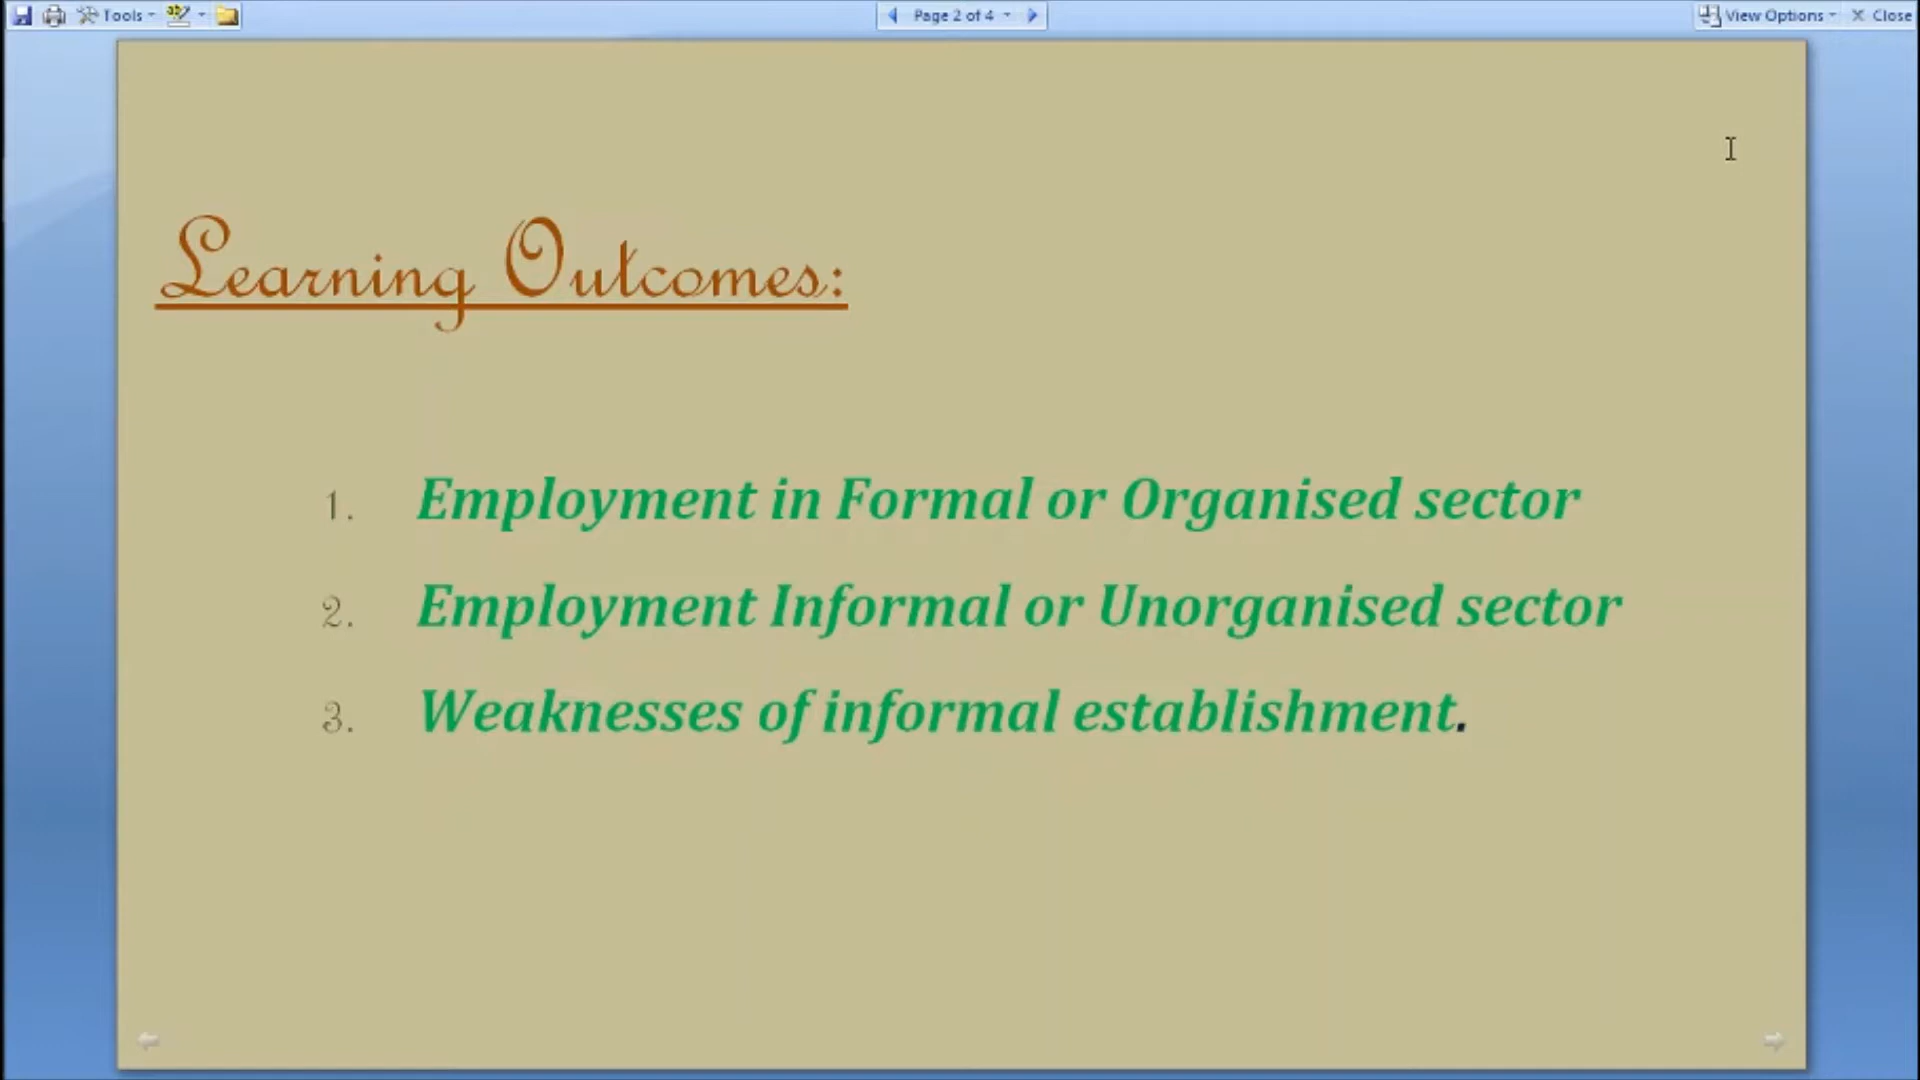 Tools
Page 2 of 4
View Options
X Close
Learning Outcomes:
1. Employment in Formal or Organised sector
2. Employment Informal or Unorganised sector
3. Weaknesses of informal establishment.